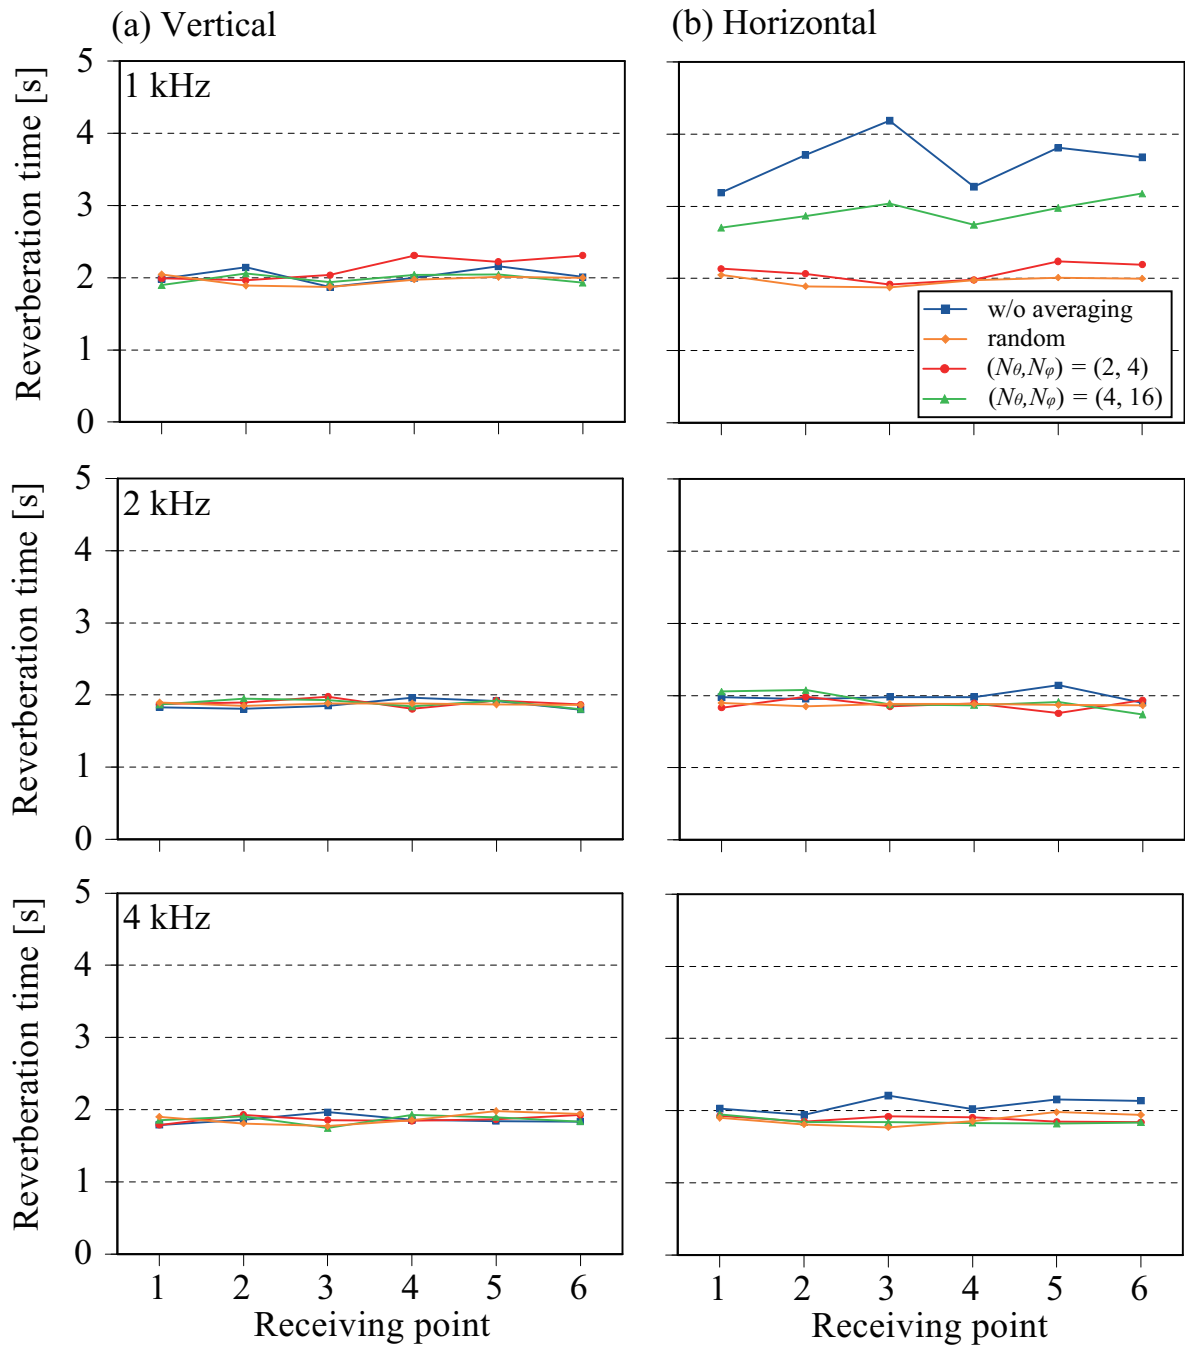 (a) Vertical
(b) Horizontal
Reverberation time [s]
5
4
3
2
1
0
1 kHz
w/o averaging
random
(Nθ,Nφ) = (2, 4)
(Nθ,Nφ) = (4, 16)
Reverberation time [s]
5
4
3
2
1
0
2 kHz
Reverberation time [s]
5
4
3
2
1
0
4 kHz
1 2 3 4 5 6
1 2 3 4 5 6
Receiving point
Receiving point